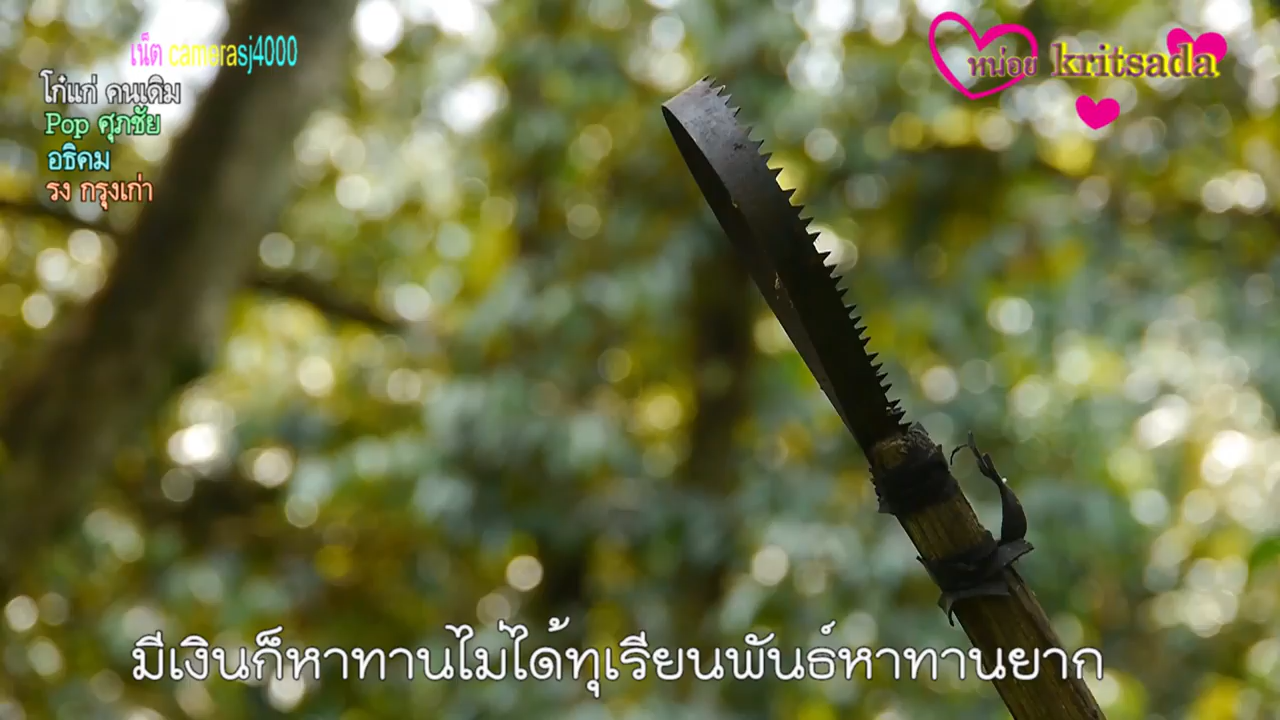 เน็ต camerasj4000
โก๋แก่ คนเดิม
Pop ศุภชัย
อธิคม
รง กรุงเก่า
หน่อย kritsada
มีเงินก็หาทานไม่ได้ทุเรียนพันธ์หาทานยาก